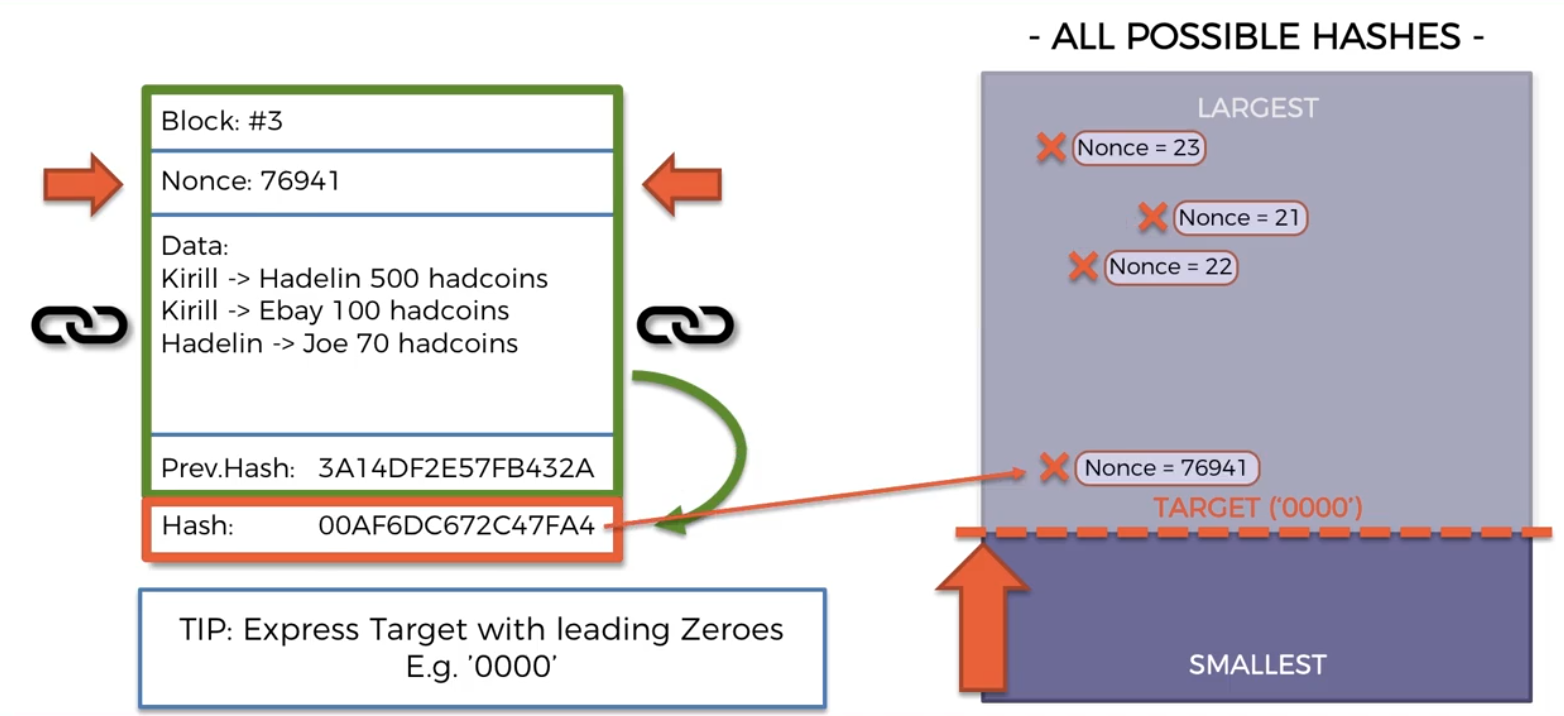 - ALL POSSIBLE HASHES -
Block: #3
Nonce: 76941
Data:
Kirill -> Hadelin 500 hadcoins
Kirill -> Ebay 100 hadcoins
Hadelin -> Joe 70 hadcoins
Prev.Hash: 3A14DF2E57FB432A
Hash: 00AF6DC672C47FA4
TIP: Express Target with leading Zeroes
E.g. '0000'
LARGEST
Nonce = 23
Nonce = 21
Nonce = 22
Nonce = 76941
TARGET ('0000')
SMALLEST